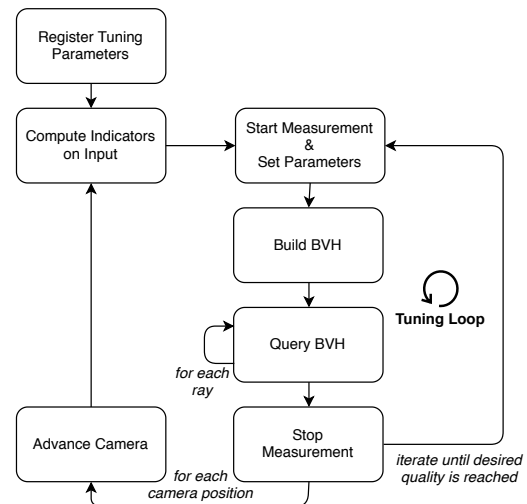 Register Tuning
Parameters
Compute Indicators
on Input
Start Measurement
&
Set Parameters
Build BVH
Tuning Loop
Query BVH
for each
ray
Advance Camera
Stop
Measurement
for each
camera position
iterate until desired
quality is reached